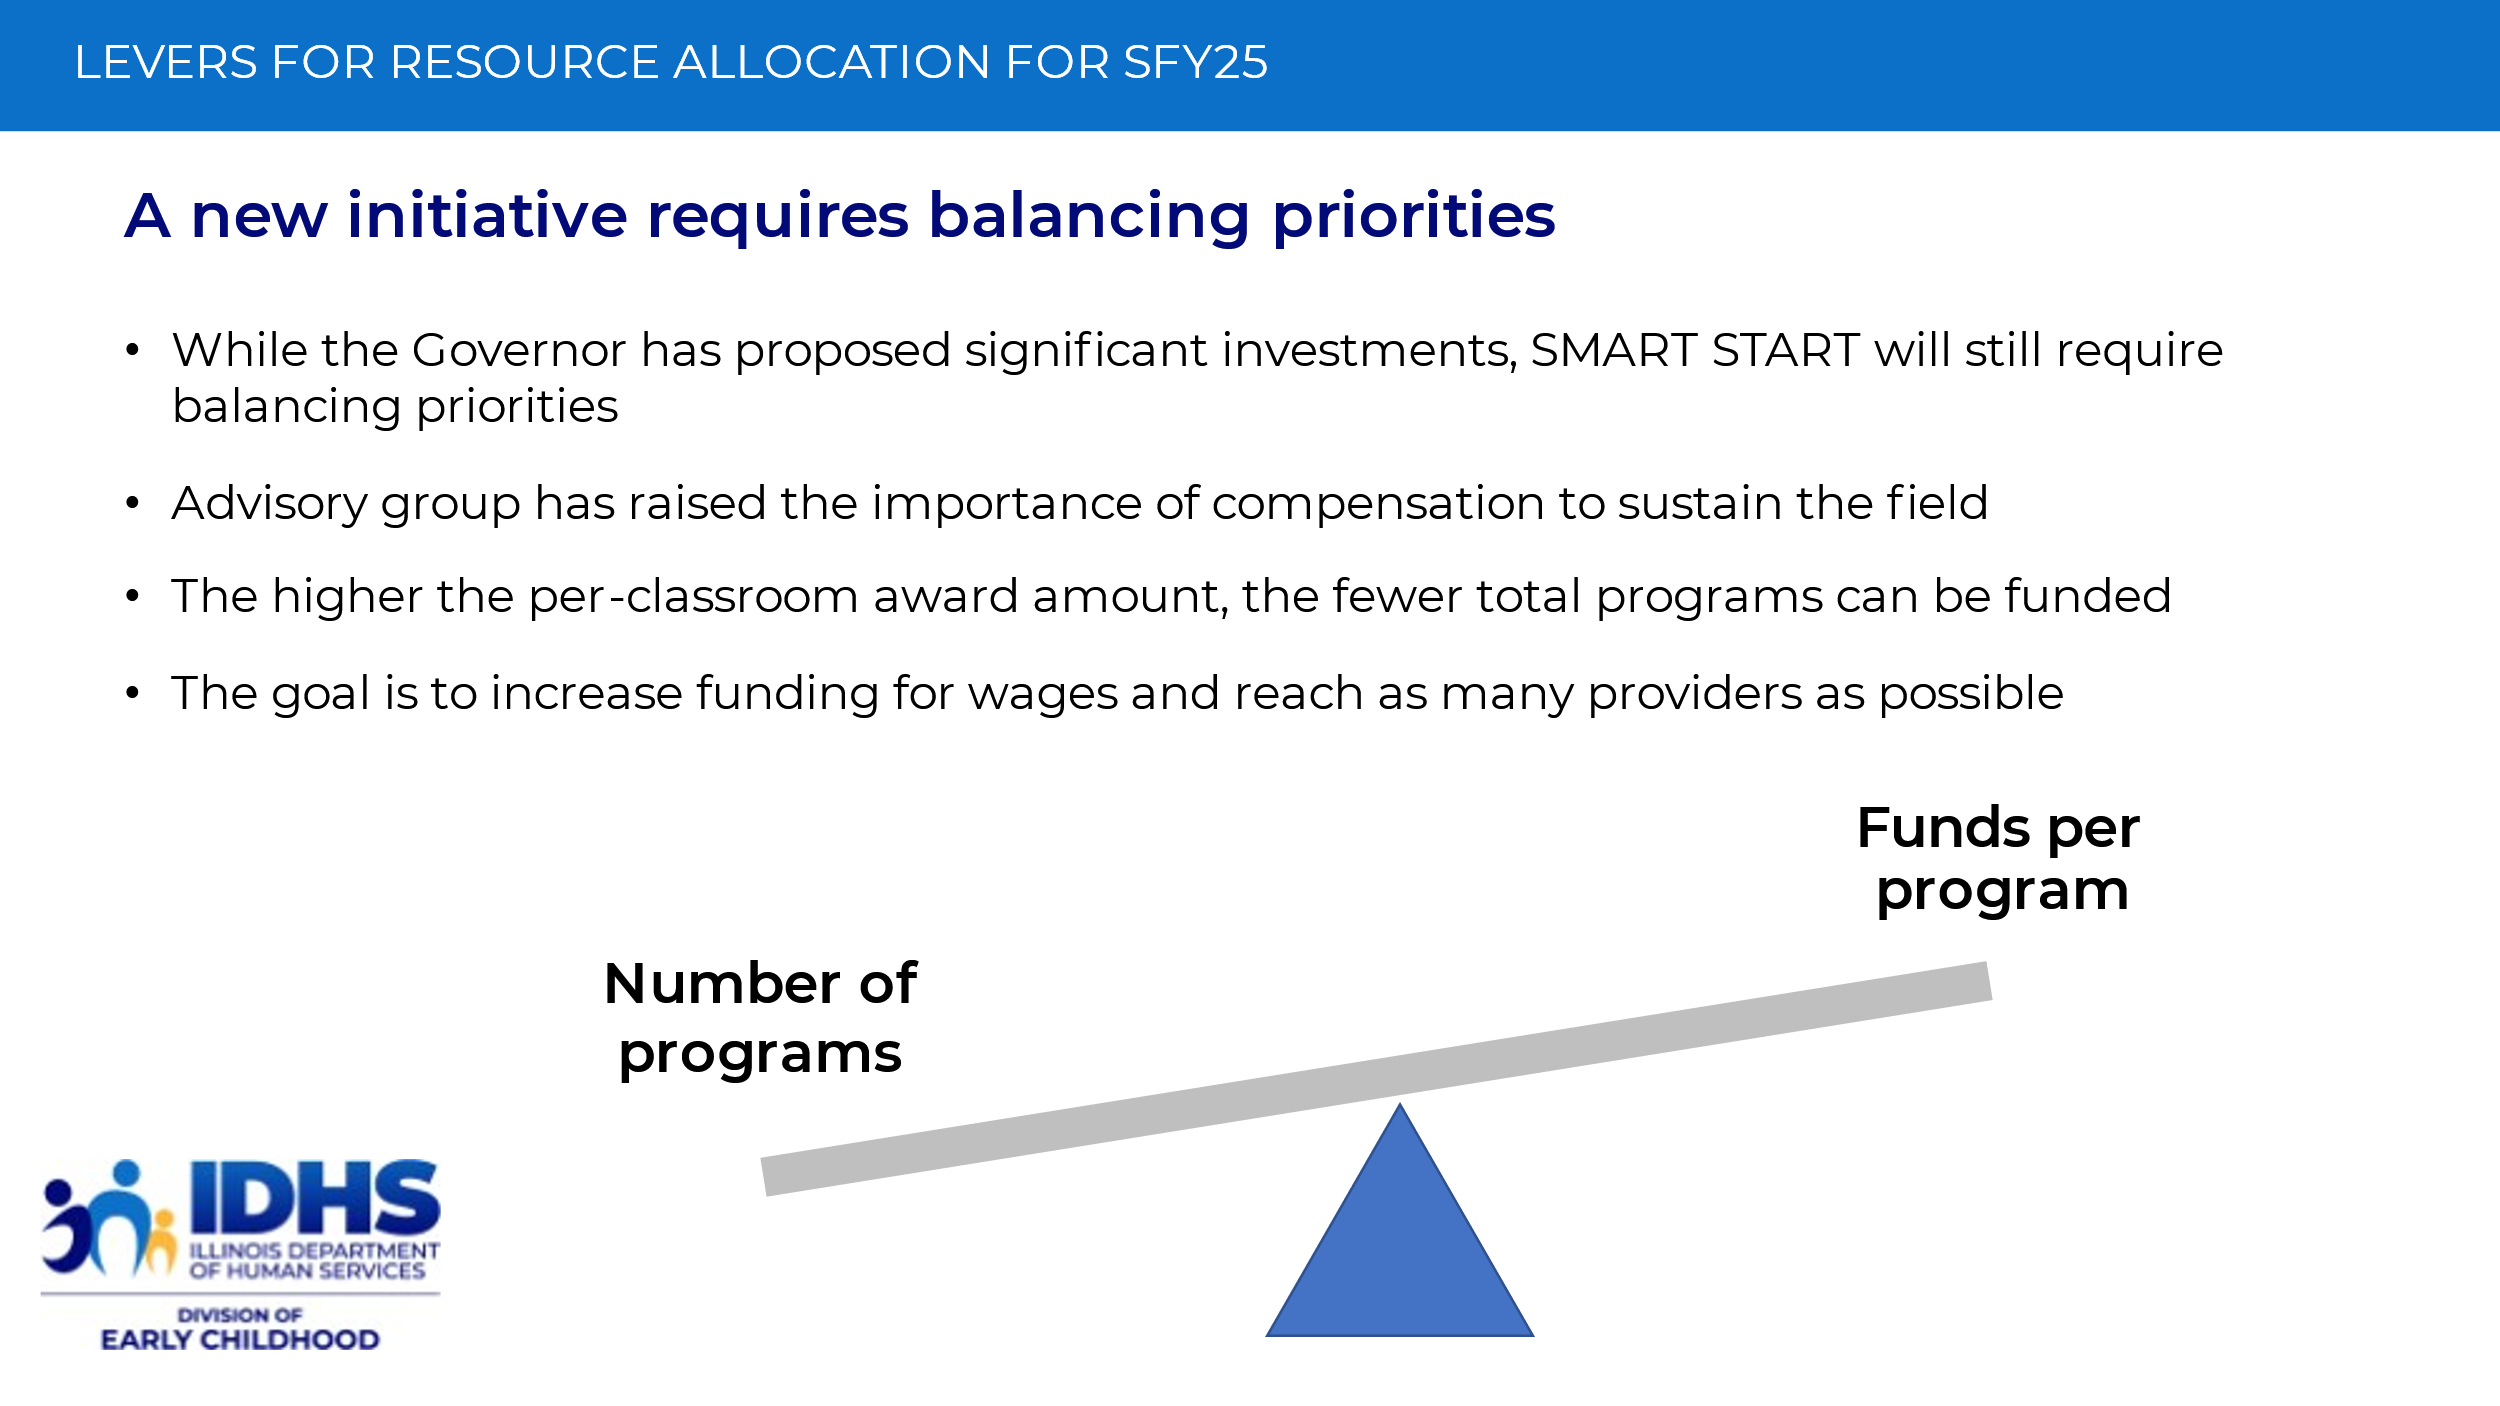 LEVERS FOR RESOURCE ALLOCATION FOR SFY25
A new initiative requires balancing priorities
• While the Governor has proposed significant investments, SMART START will still require
balancing priorities
• Advisory group has raised the importance of compensation to sustain the field
• The higher the per-classroom award amount, the fewer total programs can be funded
• The goal is to increase funding for wages and reach as many providers as possible
Funds per
program
Number of
programs
IDHS
ILLINOIS DEPARTMENT
OF HUMAN SERVICES
DIVISION OF
EARLY CHILDHOOD